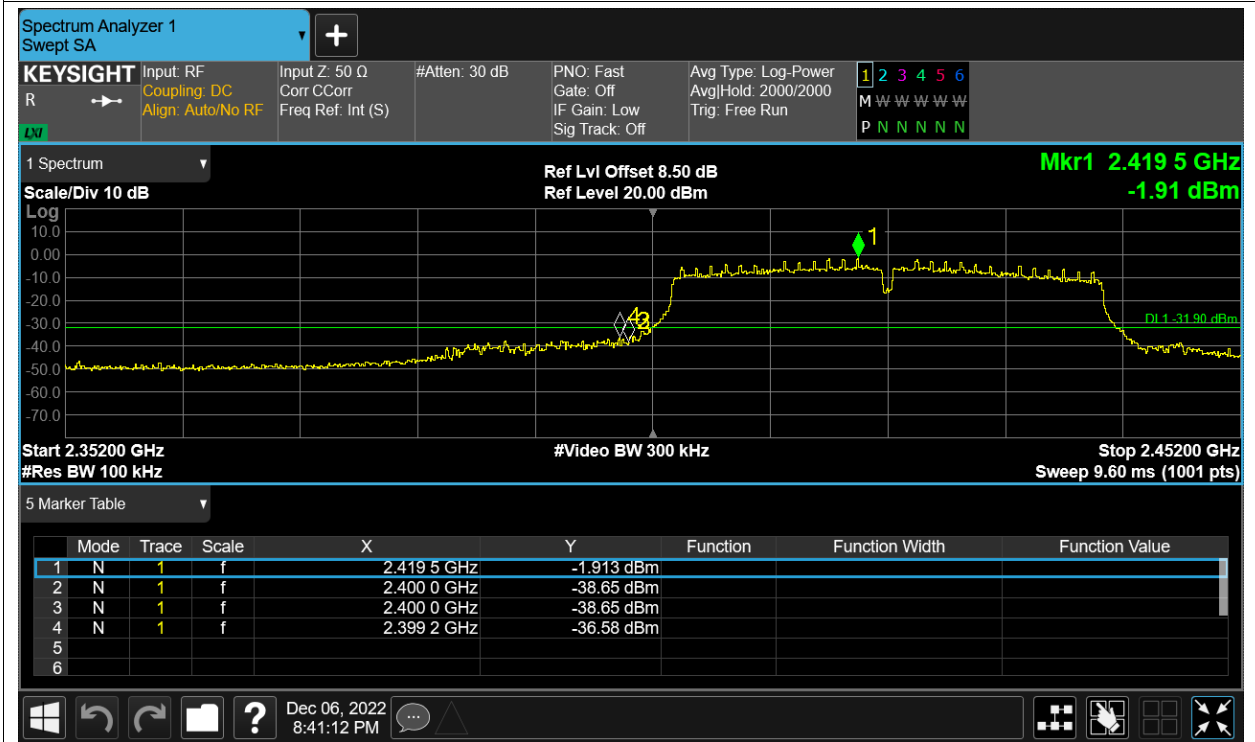 Spectrum Analyzer 1
Swept SA
+
KEYSIGHT Input: RF Input Z: 50 Ω #Atten: 30 dB PNO: Fast Avg Type: Log-Power 1 2 3 4 5 6
R Coupling: DC Corr CCorr Gate: Off Avg|Hold: 2000/2000 M W W W W W
Align: Auto/No RF Freq Ref: Int (S) IF Gain: Low Trig: Free Run
LXI Sig Track: Off P N N N N N
1 Spectrum Ref Lvl Offset 8.50 dB Mkr1 2.419 5 GHz
Scale/Div 10 dB Ref Level 20.00 dBm -1.91 dBm
Log
10.0
1
0.00
-10.0
-20.0
-30.0
DL1 -31.90 dBm
-40.0
-50.0
-60.0
-70.0
Start 2.35200 GHz #Video BW 300 kHz Stop 2.45200 GHz
#Res BW 100 kHz Sweep 9.60 ms (1001 pts)
5 Marker Table
Mode Trace Scale X Y Function Function Width Function Value
1 N 1 f 2.419 5 GHz -1.913 dBm
2 N 1 f 2.400 0 GHz -38.65 dBm
3 N 1 f 2.400 0 GHz -38.65 dBm
4 N 1 f 2.399 2 GHz -36.58 dBm
5
6
? Dec 06, 2022
8:41:12 PM